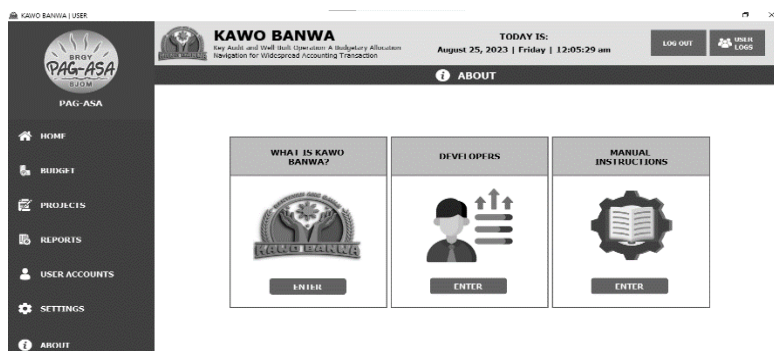 KAWO BANWA | USER
BRGY
PAG-ASA
BJOM
PAG-ASA
HOME
BUDGET
PROJECTS
REPORTS
USER ACCOUNTS
SETTINGS
ABOUT
KAWO BANWA
Key Audit and Well-Built Operation A Budgetary Allocation
Navigation for Widespread Accounting Transaction
TODAY IS:
August 25, 2023 | Friday | 12:05:29 am
LOG OUT
USER
LOGS
ABOUT
WHAT IS KAWO
BANWA?
KAWO BANWA
ENTER
DEVELOPERS
ENTER
MANUAL
INSTRUCTIONS
ENTER